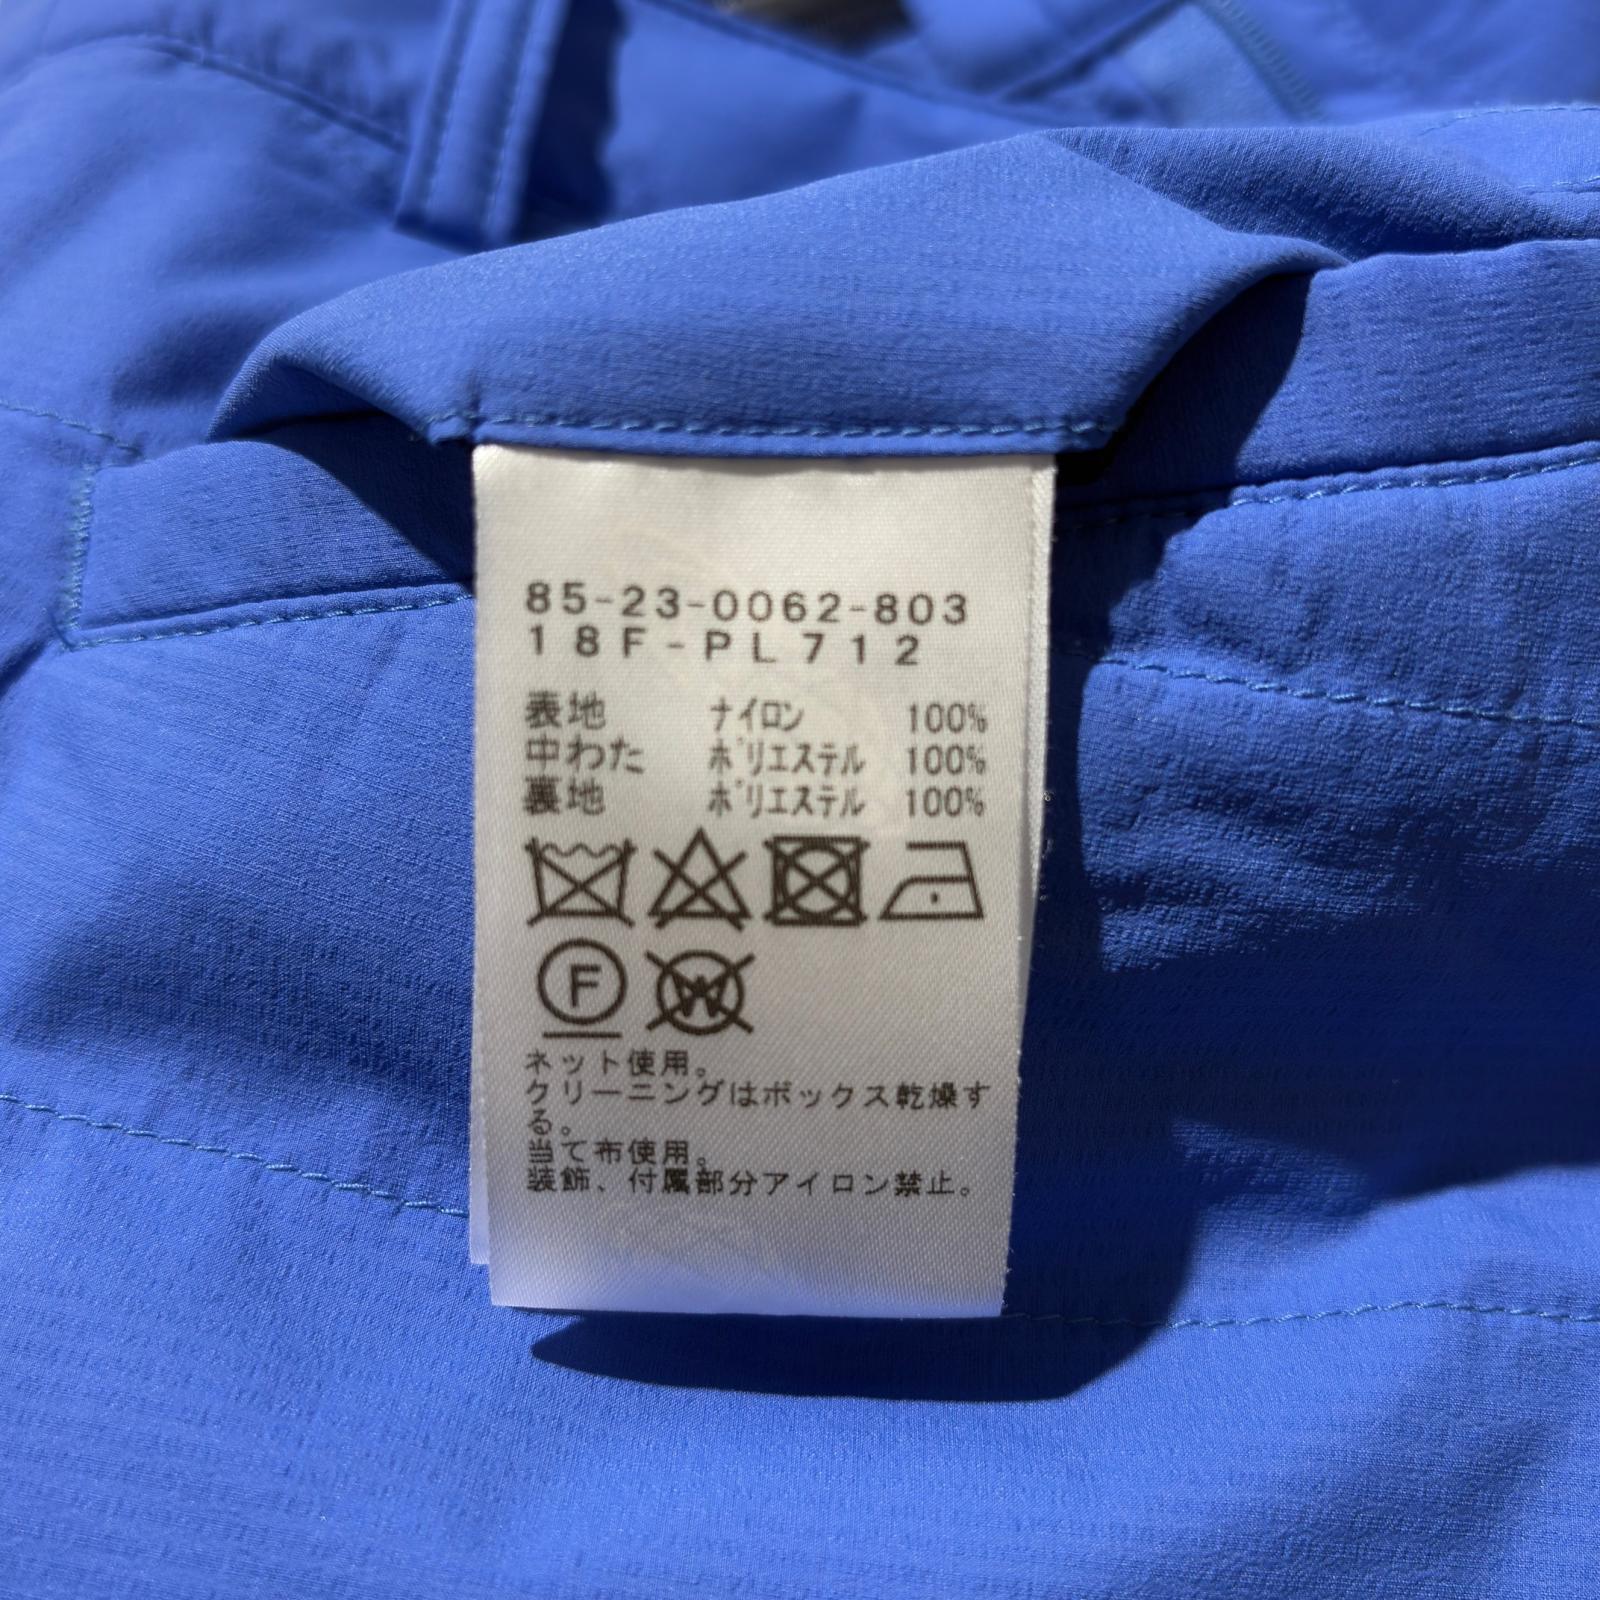 85-23-0062-803
18F-PL712
表地 ナイロン 100%
中わた ポリエステル 100%
裏地 ポリエステル 100%
F
W
ネット使用。
クリーニングはボックス乾燥す
る。
当て布使用。
装飾、付属部分アイロン禁止。